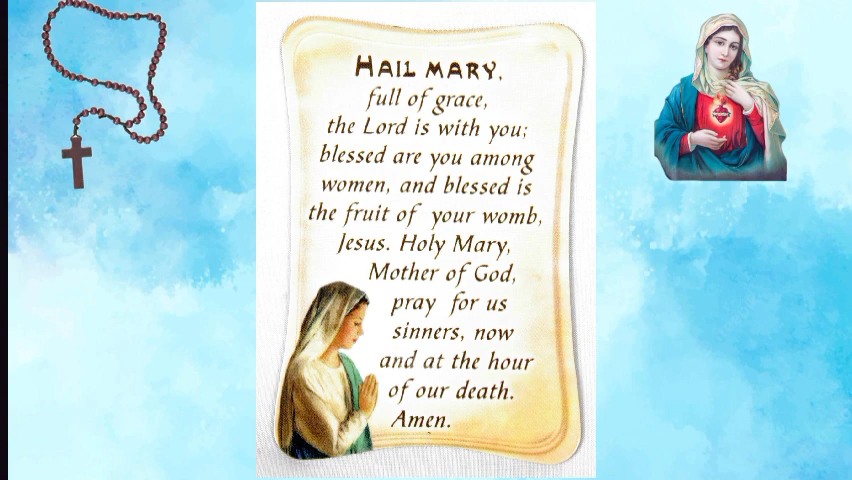 HAIL MARY,
full of grace,
the Lord is with you;
blessed are you among
women, and blessed is
the fruit of your womb,
Jesus. Holy Mary,
Mother of God,
pray for us
sinners, now
and at the hour
of our death.
Amen.